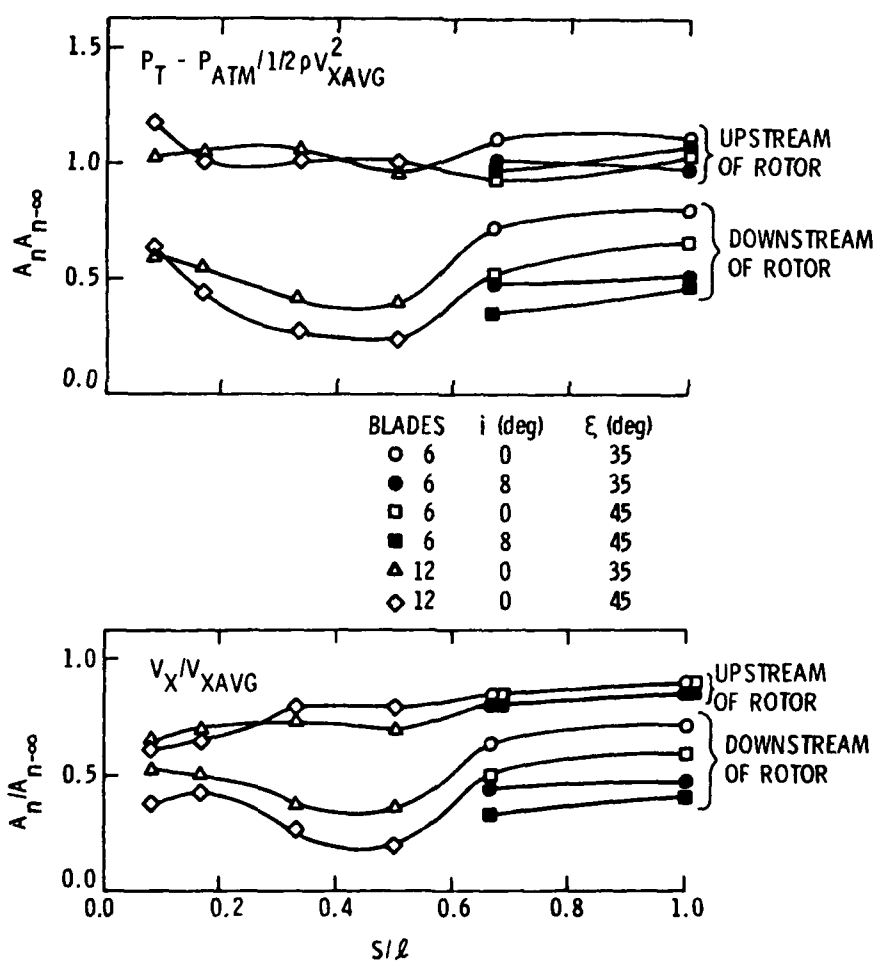 1.5
P_T - P_ATM/1/2 ρV²_XAVG
1.0
UPSTREAM
OF ROTOR
A_n A_n-∞
DOWNSTREAM
OF ROTOR
0.5
0.0
BLADES i (deg) ξ (deg)
6 0 35
6 8 35
6 0 45
6 8 45
12 0 35
12 0 45
1.0
V_X/V_XAVG
UPSTREAM
OF ROTOR
DOWNSTREAM
OF ROTOR
0.5
A_n/A_n-∞
0.0
0.0 0.2 0.4 0.6 0.8 1.0
S/ℓ